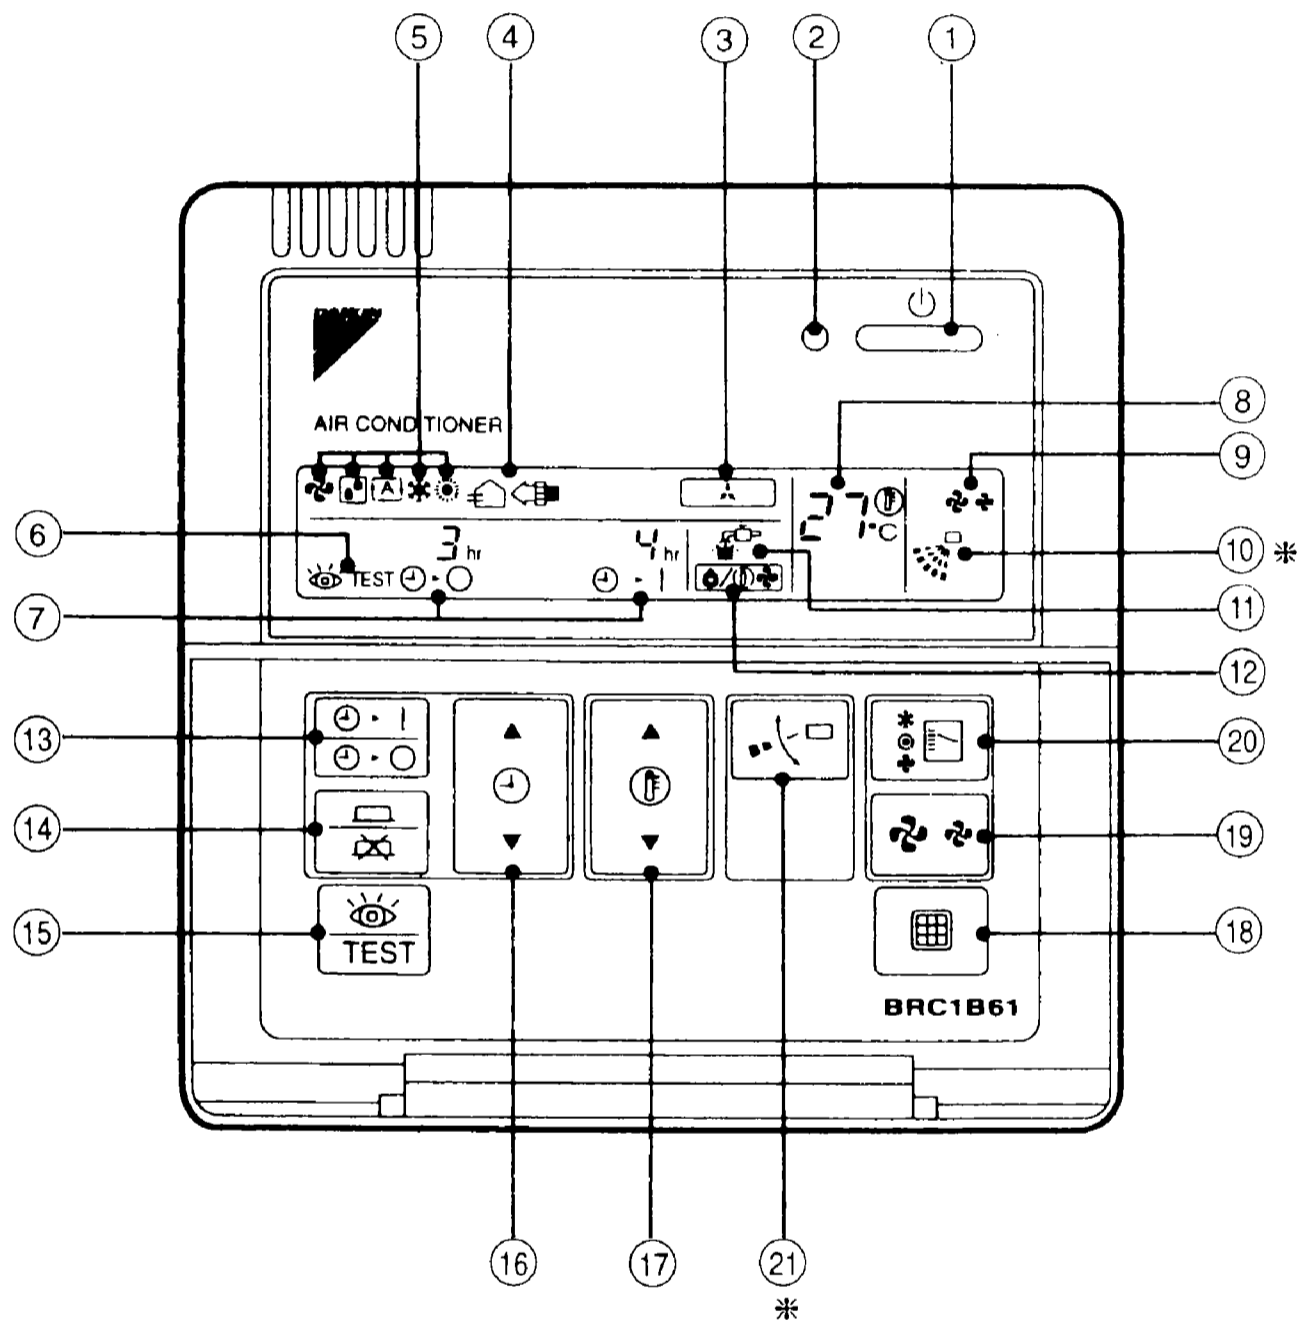 5 4 3 2 1
AIR CONDITIONER
8
9
A
27 °C
6 3 hr 4 hr 10 ※
TEST
7 11
12
13 20
14 19
15 TEST 18
BRC1B61
16 17 21
※